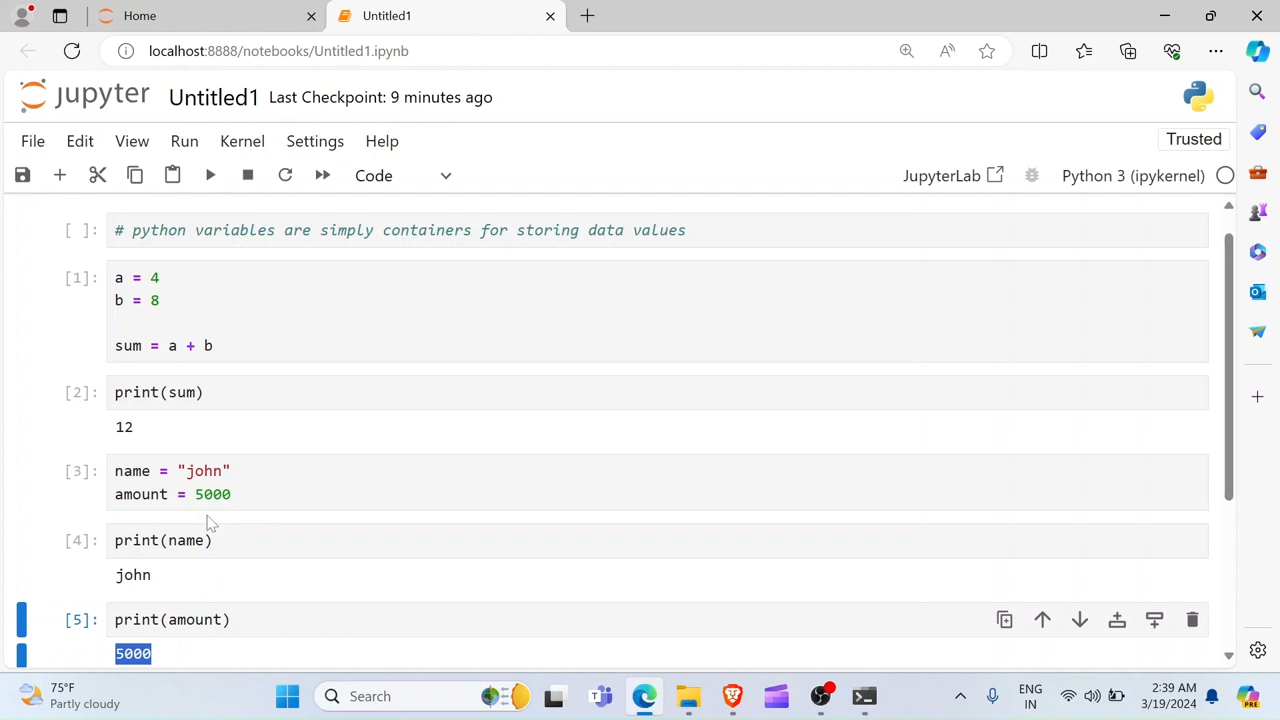 Home
Untitled1
localhost:8888/notebooks/Untitled1.ipynb
jupyter Untitled1 Last Checkpoint: 9 minutes ago
File Edit View Run Kernel Settings Help
Trusted
Code
JupyterLab
Python 3 (ipykernel)
[ ]: # python variables are simply containers for storing data values
[1]: a = 4
b = 8
sum = a + b
[2]: print(sum)
12
[3]: name = "john"
amount = 5000
[4]: print(name)
john
[5]: print(amount)
5000
75°F
Partly cloudy
Search
ENG
IN
2:39 AM
3/19/2024
PRE